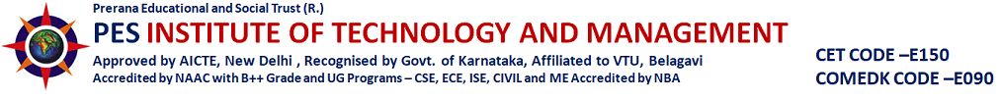 Prerana Educational and Social Trust (R.)
PES INSTITUTE OF TECHNOLOGY AND MANAGEMENT
Approved by AICTE, New Delhi , Recognised by Govt. of Karnataka, Affiliated to VTU, Belagavi
Accredited by NAAC with B++ Grade and UG Programs – CSE, ECE, ISE, CIVIL and ME Accredited by NBA
CET CODE –E150
COMEDK CODE –E090